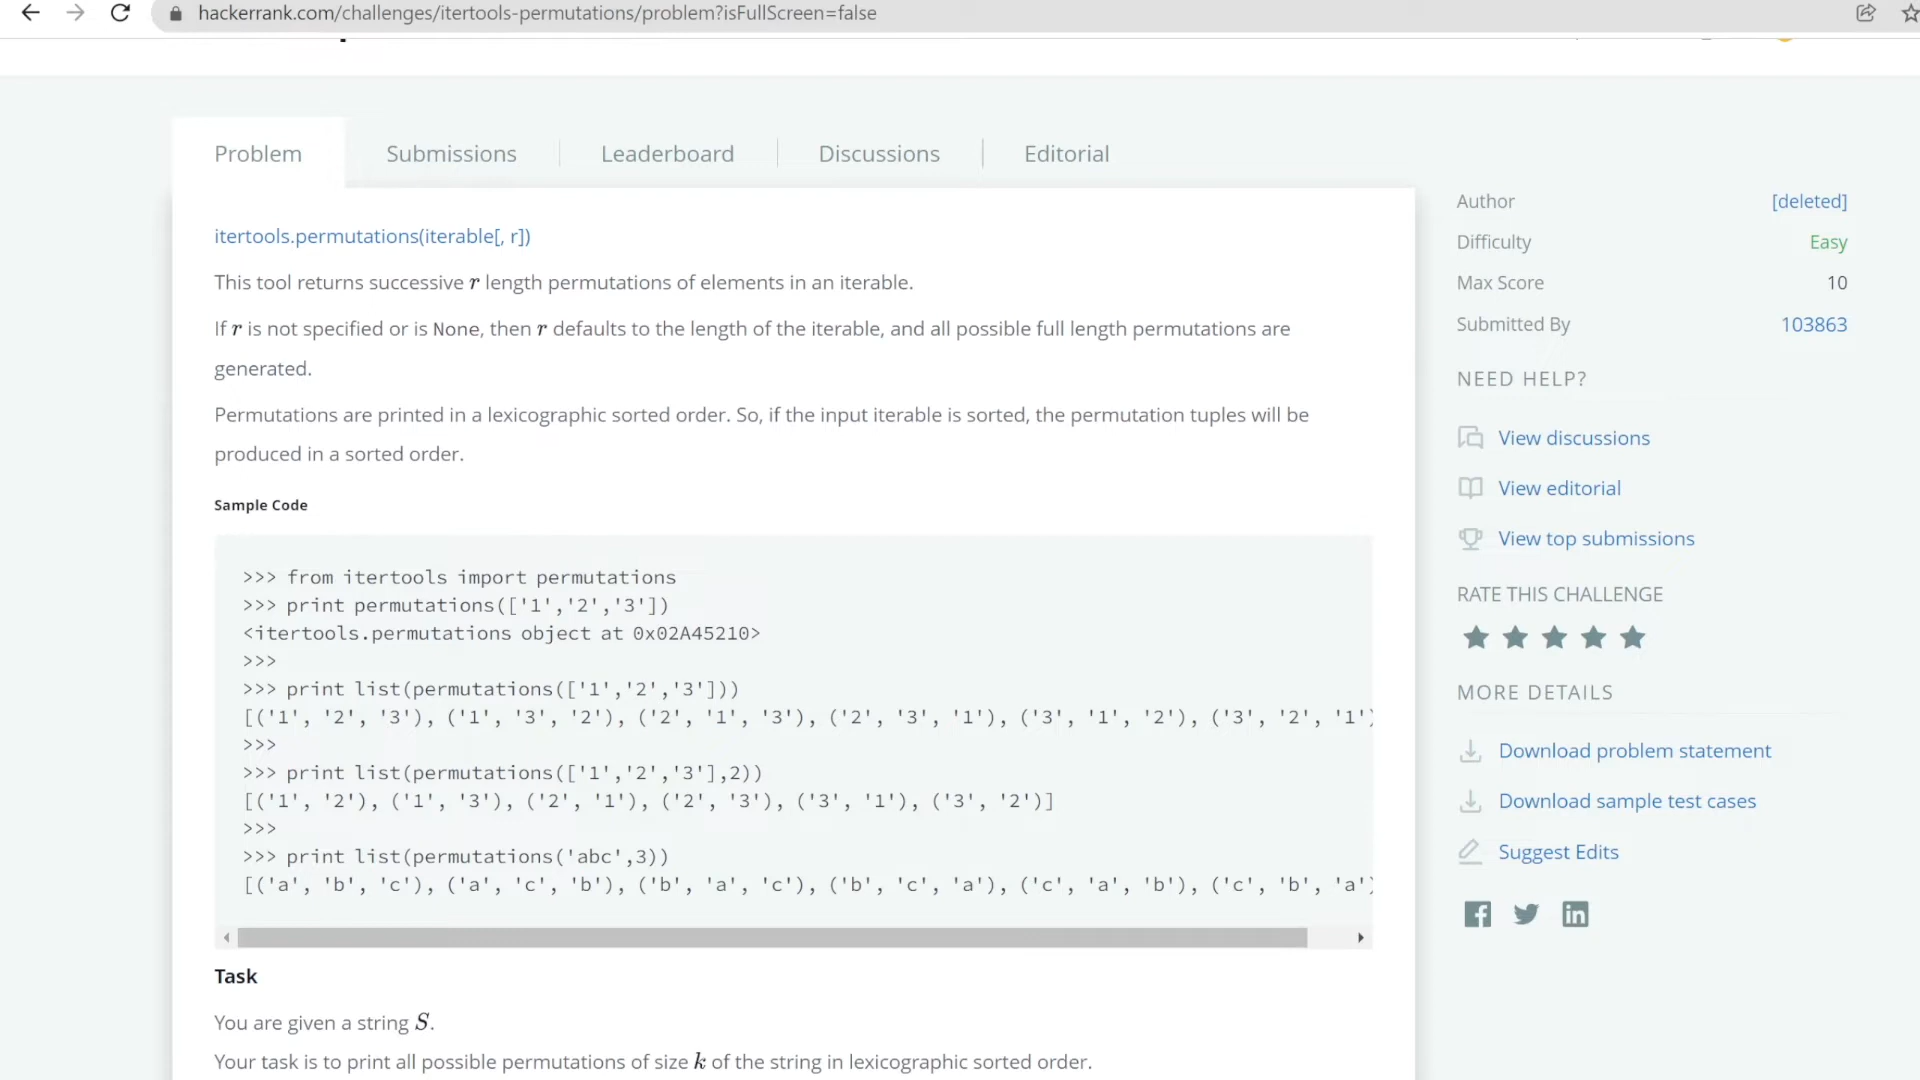 hackerrank.com/challenges/itertools-permutations/problem?isFullScreen=false
Problem
Submissions
Leaderboard
Discussions
Editorial
itertools.permutations(iterable[, r])
This tool returns successive r length permutations of elements in an iterable.
If r is not specified or is None, then r defaults to the length of the iterable, and all possible full length permutations are
generated.
Permutations are printed in a lexicographic sorted order. So, if the input iterable is sorted, the permutation tuples will be
produced in a sorted order.
Sample Code
>>> from itertools import permutations
>>> print permutations(['1','2','3'])
<itertools.permutations object at 0x02A45210>
>>>
>>> print list(permutations(['1','2','3']))
[('1', '2', '3'), ('1', '3', '2'), ('2', '1', '3'), ('2', '3', '1'), ('3', '1', '2'), ('3', '2', '1')
>>>
>>> print list(permutations(['1','2','3'],2))
[('1', '2'), ('1', '3'), ('2', '1'), ('2', '3'), ('3', '1'), ('3', '2')]
>>>
>>> print list(permutations('abc',3))
[('a', 'b', 'c'), ('a', 'c', 'b'), ('b', 'a', 'c'), ('b', 'c', 'a'), ('c', 'a', 'b'), ('c', 'b', 'a')
Task
You are given a string S.
Your task is to print all possible permutations of size k of the string in lexicographic sorted order.
Author [deleted]
Difficulty Easy
Max Score 10
Submitted By 103863
NEED HELP?
View discussions
View editorial
View top submissions
RATE THIS CHALLENGE
MORE DETAILS
Download problem statement
Download sample test cases
Suggest Edits